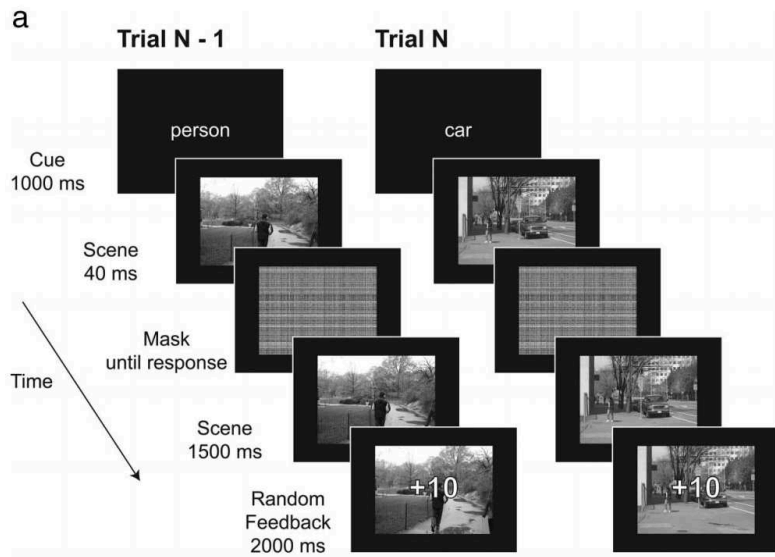 a
Trial N - 1
Trial N
person
car
Cue
1000 ms
Scene
40 ms
Mask
until response
Time
Scene
1500 ms
Random
Feedback
2000 ms
+10
+10